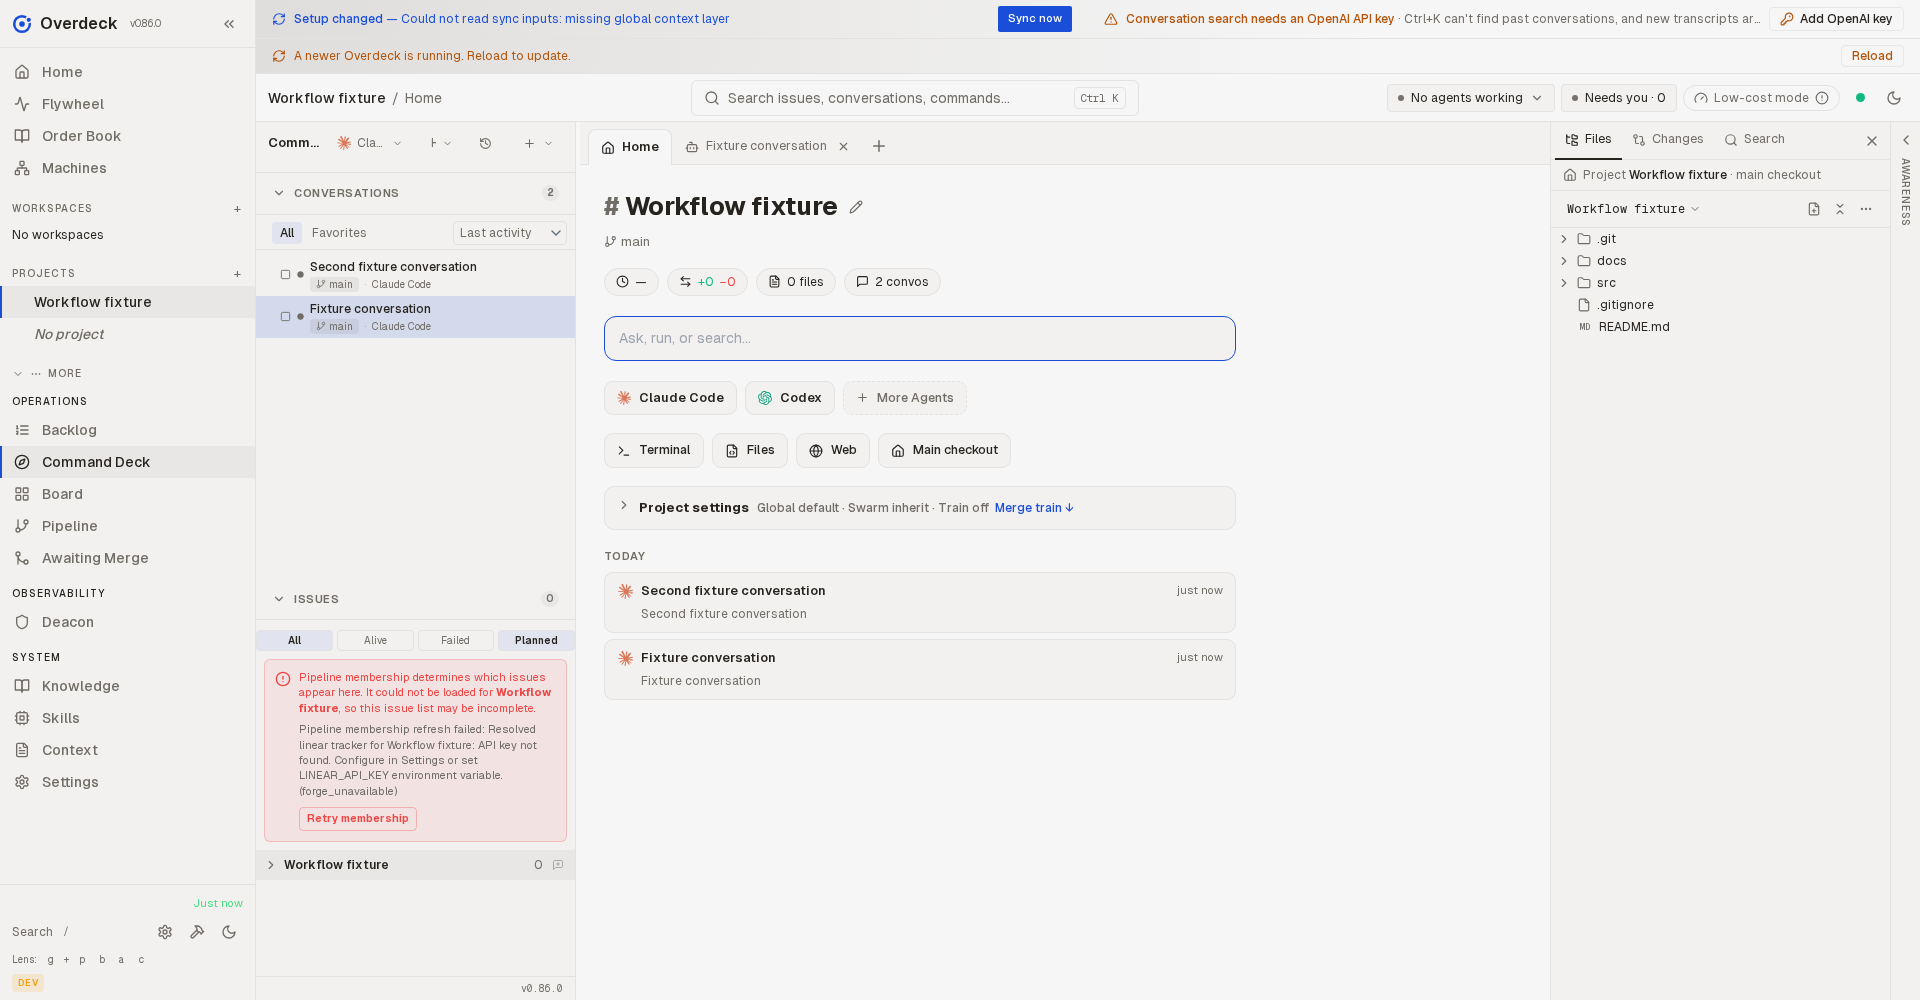 Overdeck v0.86.0
Setup changed — Could not read sync inputs: missing global context layer
Sync now
Conversation search needs an OpenAI API key · Ctrl+K can't find past conversations, and new transcripts ar...
Add OpenAI key
A newer Overdeck is running. Reload to update.
Reload
Workflow fixture / Home
Search issues, conversations, commands...
Ctrl K
No agents working
Needs you · 0
Low-cost mode
Home
Flywheel
Order Book
Machines
WORKSPACES +
No workspaces
PROJECTS +
Workflow fixture
No project
MORE
OPERATIONS
Backlog
Command Deck
Board
Pipeline
Awaiting Merge
OBSERVABILITY
Deacon
SYSTEM
Knowledge
Skills
Context
Settings
Just now
Search /
Lens: g + p b a c
DEV
Comm... Cla...
CONVERSATIONS 2
All Favorites Last activity
Second fixture conversation
main · Claude Code
Fixture conversation
main · Claude Code
ISSUES 0
All Alive Failed Planned
Pipeline membership determines which issues
appear here. It could not be loaded for Workflow
fixture, so this issue list may be incomplete.
Pipeline membership refresh failed: Resolved
linear tracker for Workflow fixture: API key not
found. Configure in Settings or set
LINEAR_API_KEY environment variable.
(forge_unavailable)
Retry membership
Workflow fixture 0
v0.86.0
Home
Fixture conversation
# Workflow fixture
main
—
+0 −0
0 files
2 convos
Ask, run, or search...
Claude Code
Codex
More Agents
Terminal
Files
Web
Main checkout
Project settings Global default · Swarm inherit · Train off Merge train ↓
TODAY
Second fixture conversation just now
Second fixture conversation
Fixture conversation just now
Fixture conversation
Files
Changes
Search
Project Workflow fixture · main checkout
Workflow fixture
.git
docs
src
.gitignore
MD README.md
AWARENESS